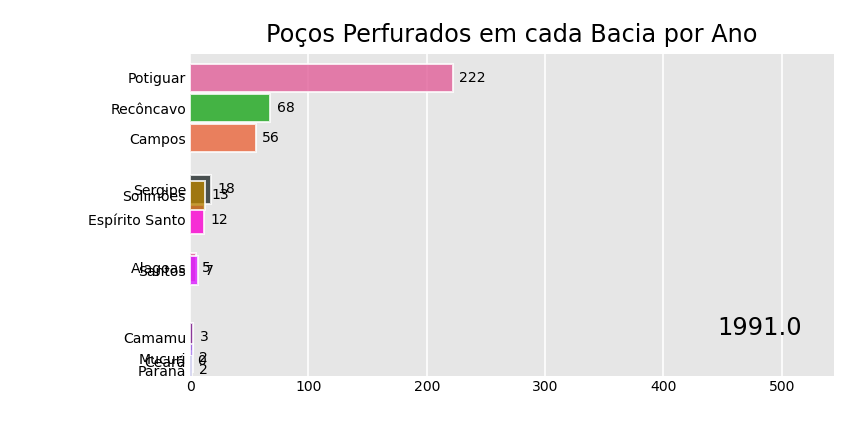 Poços Perfurados em cada Bacia por Ano
Potiguar 222
Recôncavo 68
Campos 56
Sergipe 18
Solimões 13
Espírito Santo 12
Alagoas 5
Santos 7
Camamu 3
1991.0
Mucuri 2
Ceará
Paraná 2
0 100 200 300 400 500